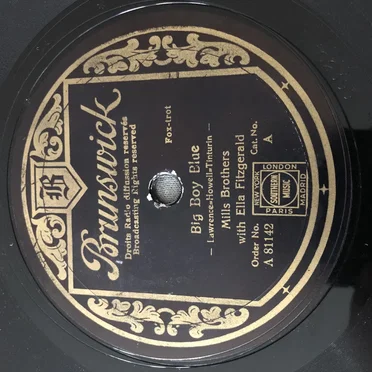 B
Brunswick
Droits Radio diffusion réservés
Broadcasting Rights reserved
Fox-trot
Big Boy Blue
— Lawrence-Howell-Tinturin —
Mills Brothers
with Ella Fitzgerald
Order No.
A 81142
NEW YORK
LONDON
SOUTHERN
MUSIC
PARIS
MADRID
Cat. No.
A